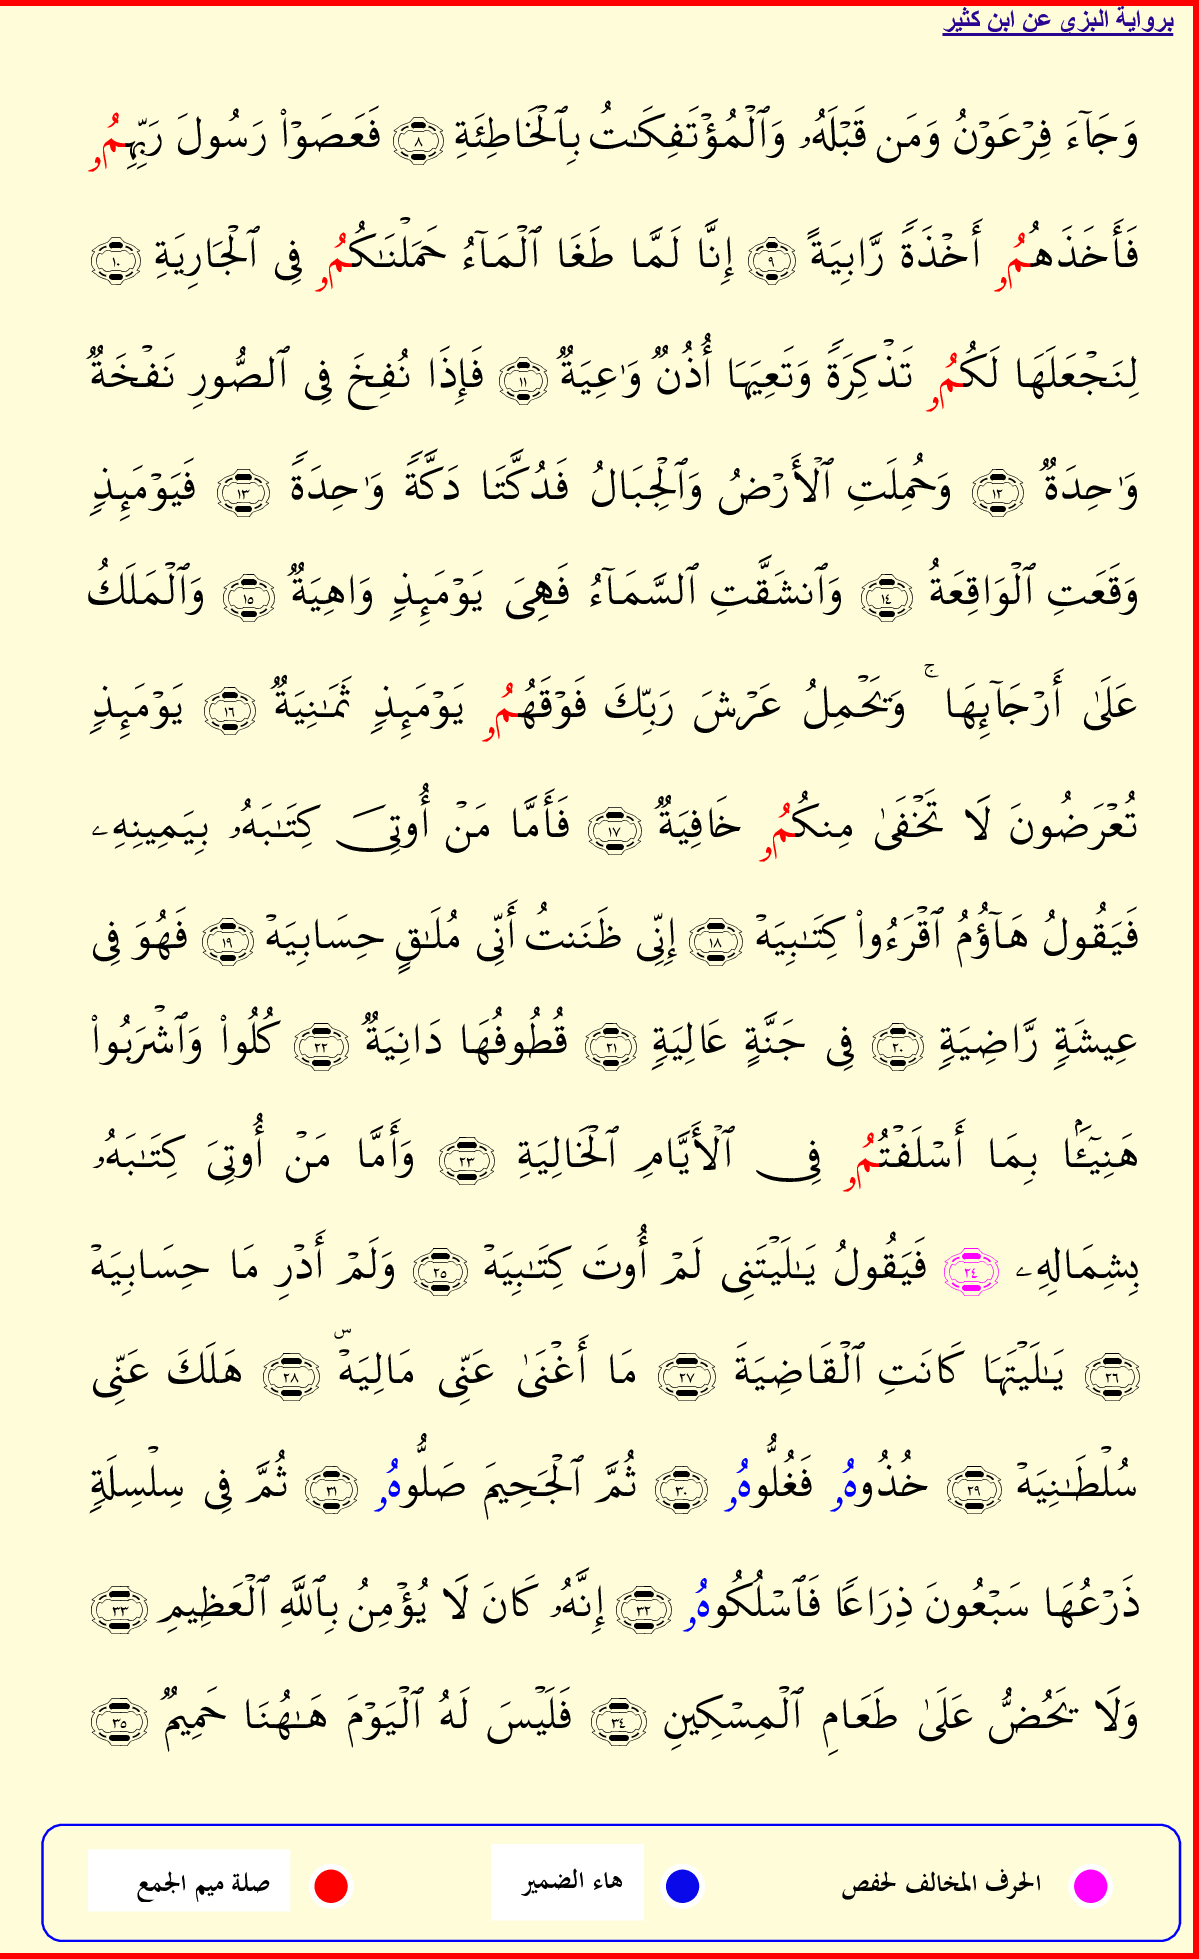 برواية البزي عن ابن كثير
وَجَآءَ فِرْعَوْنُ وَمَن قَبْلَهُۥ وَٱلْمُؤْتَفِكَٰتُ بِٱلْخَاطِئَةِ ٨ فَعَصَوْا۟ رَسُولَ رَبِّهِمُۥ
فَأَخَذَهُمُۥ أَخْذَةً رَّابِيَةً ٩ إِنَّا لَمَّا طَغَا ٱلْمَآءُ حَمَلْنَٰكُمُۥ فِى ٱلْجَارِيَةِ ١٠
لِنَجْعَلَهَا لَكُمُۥ تَذْكِرَةً وَتَعِيَهَا أُذُنٌ وَٰعِيَةٌ ١١ فَإِذَا نُفِخَ فِى ٱلصُّورِ نَفْخَةٌ
وَٰحِدَةٌ ١٢ وَحُمِلَتِ ٱلْأَرْضُ وَٱلْجِبَالُ فَدُكَّتَا دَكَّةً وَٰحِدَةً ١٣ فَيَوْمَئِذٍ
وَقَعَتِ ٱلْوَاقِعَةُ ١٤ وَٱنشَقَّتِ ٱلسَّمَآءُ فَهِىَ يَوْمَئِذٍ وَاهِيَةٌ ١٥ وَٱلْمَلَكُ
عَلَىٰٓ أَرْجَآئِهَا ۚ وَيَحْمِلُ عَرْشَ رَبِّكَ فَوْقَهُمُۥ يَوْمَئِذٍ ثَمَٰنِيَةٌ ١٦ يَوْمَئِذٍ
تُعْرَضُونَ لَا تَخْفَىٰ مِنكُمُۥ خَافِيَةٌ ١٧ فَأَمَّا مَنْ أُوتِىَ كِتَٰبَهُۥ بِيَمِينِهِۦ
فَيَقُولُ هَآؤُمُ ٱقْرَءُوا۟ كِتَٰبِيَهْ ١٨ إِنِّى ظَنَنتُ أَنِّى مُلَٰقٍ حِسَابِيَهْ ١٩ فَهُوَ فِى
عِيشَةٍ رَّاضِيَةٍ ٢٠ فِى جَنَّةٍ عَالِيَةٍ ٢١ قُطُوفُهَا دَانِيَةٌ ٢٢ كُلُوا۟ وَٱشْرَبُوا۟
هَنِيٓـًٔا بِمَا أَسْلَفْتُمُۥ فِى ٱلْأَيَّامِ ٱلْخَالِيَةِ ٢٣ وَأَمَّا مَنْ أُوتِىَ كِتَٰبَهُۥ
بِشِمَالِهِۦ ٢٤ فَيَقُولُ يَٰلَيْتَنِى لَمْ أُوتَ كِتَٰبِيَهْ ٢٥ وَلَمْ أَدْرِ مَا حِسَابِيَهْ
٢٦ يَٰلَيْتَهَا كَانَتِ ٱلْقَاضِيَةَ ٢٧ مَا أَغْنَىٰ عَنِّى مَالِيَهْۜ ٢٨ هَلَكَ عَنِّى
سُلْطَٰنِيَهْ ٢٩ خُذُوهُۥ فَغُلُّوهُۥ ٣٠ ثُمَّ ٱلْجَحِيمَ صَلُّوهُۥ ٣١ ثُمَّ فِى سِلْسِلَةٍ
ذَرْعُهَا سَبْعُونَ ذِرَاعًا فَٱسْلُكُوهُۥ ٣٢ إِنَّهُۥ كَانَ لَا يُؤْمِنُ بِٱللَّهِ ٱلْعَظِيمِ ٣٣
وَلَا يَحُضُّ عَلَىٰ طَعَامِ ٱلْمِسْكِينِ ٣٤ فَلَيْسَ لَهُ ٱلْيَوْمَ هَٰهُنَا حَمِيمٌ ٣٥
الحرف المخالف لحفص هاء الضمير صلة ميم الجمع